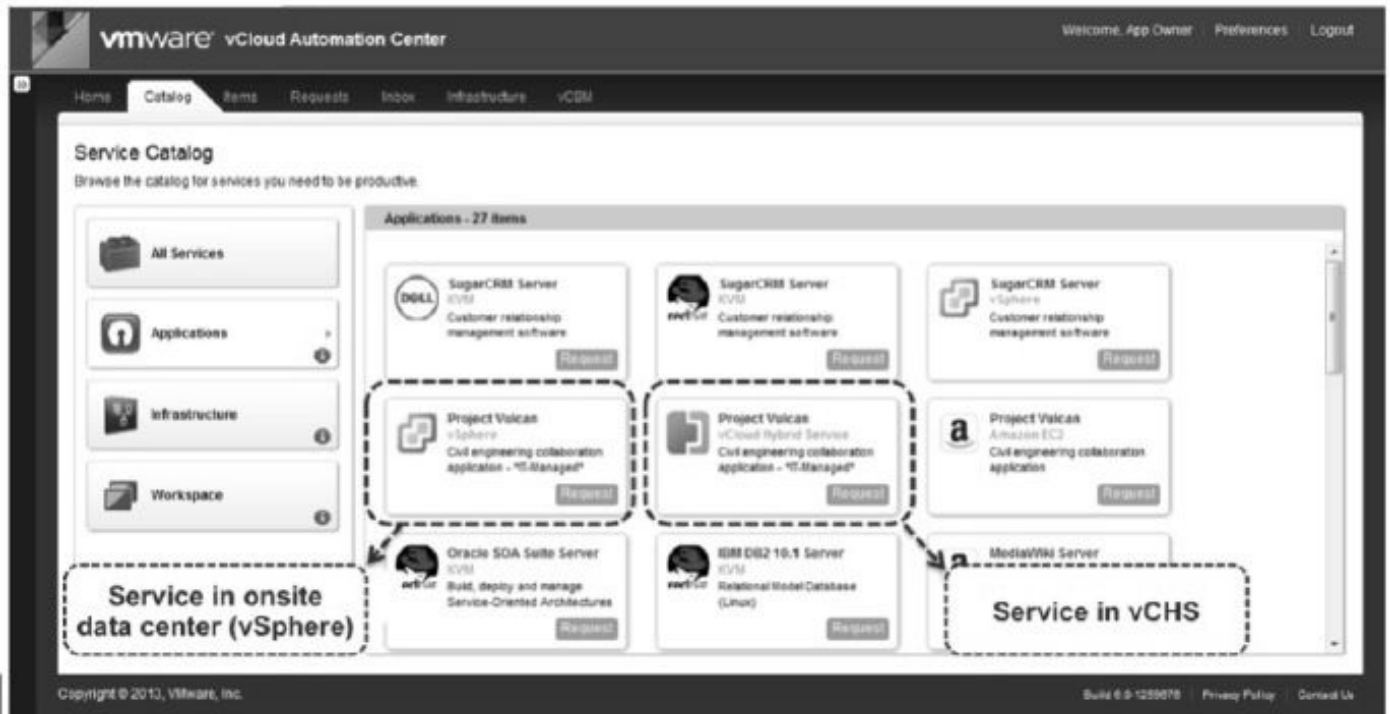 vmware vCloud Automation Center
Welcome, App Owner Preferences Logout
Home Catalog Items Requests Inbox Infrastructure vCBM
Service Catalog
Browse the catalog for services you need to be productive.
All Services
Applications
Infrastructure
Workspace
Applications - 27 items
DELL
SugarCRM Server
KVM
Customer relationship
management software
Request
SugarCRM Server
KVM
Customer relationship
management software
Request
SugarCRM Server
vSphere
Customer relationship
management software
Request
Project Vulcan
vSphere
Civil engineering collaboration
application - "IT-Managed"
Request
Project Vulcan
vCloud Hybrid Service
Civil engineering collaboration
application - "IT-Managed"
Request
a
Project Vulcan
Amazon EC2
Civil engineering collaboration
application
Request
Oracle SOA Suite Server
KVM
Build, deploy and manage
Service-Oriented Architectures
Request
IBM DB2 10.1 Server
KVM
Relational Model Database
(Linux)
Request
a
MediaWiki Server
Service in onsite
data center (vSphere)
Service in vCHS
Copyright © 2013, VMware, Inc.
Build 6.0-1259678 Privacy Policy Contact Us